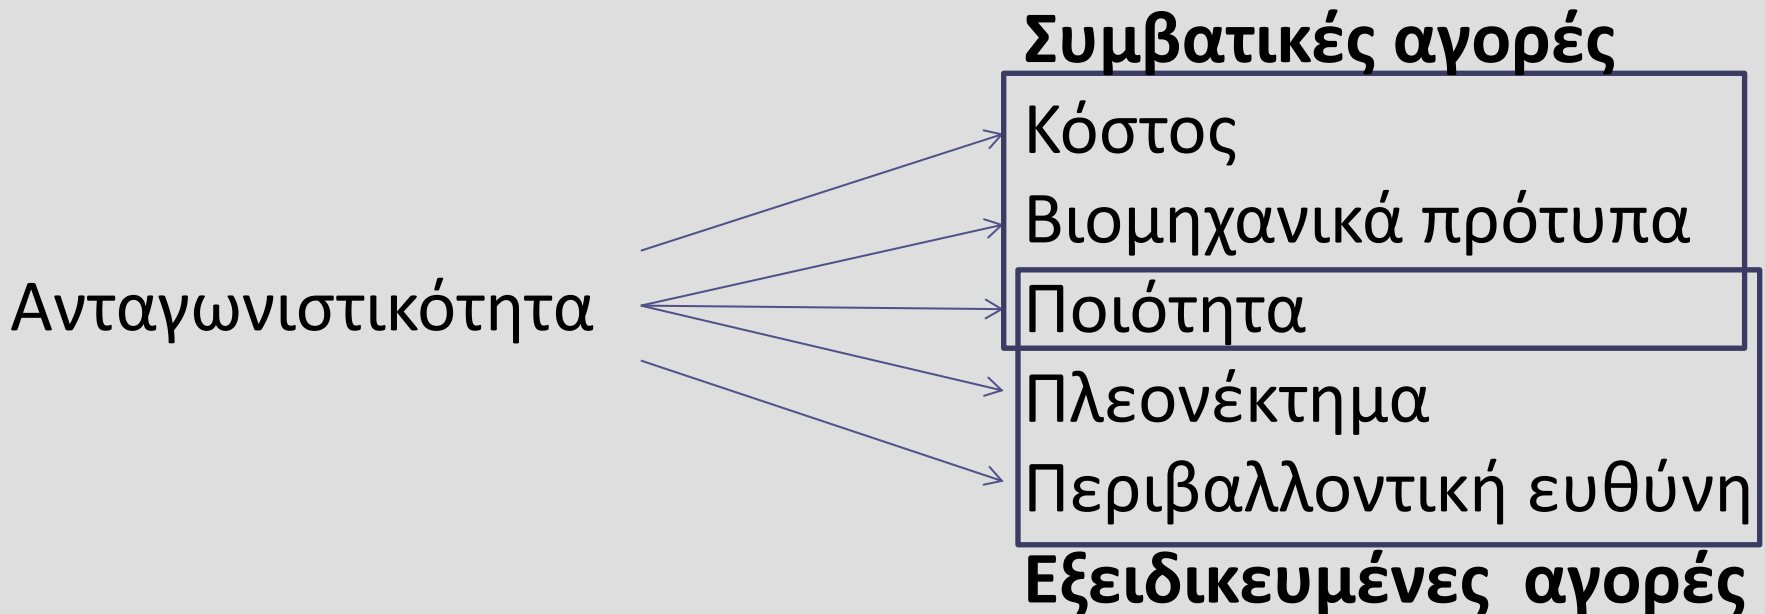 Συμβατικές αγορές
Κόστος
Βιομηχανικά πρότυπα
Ανταγωνιστικότητα
Ποιότητα
Πλεονέκτημα
Περιβαλλοντική ευθύνη
Εξειδικευμένες αγορές